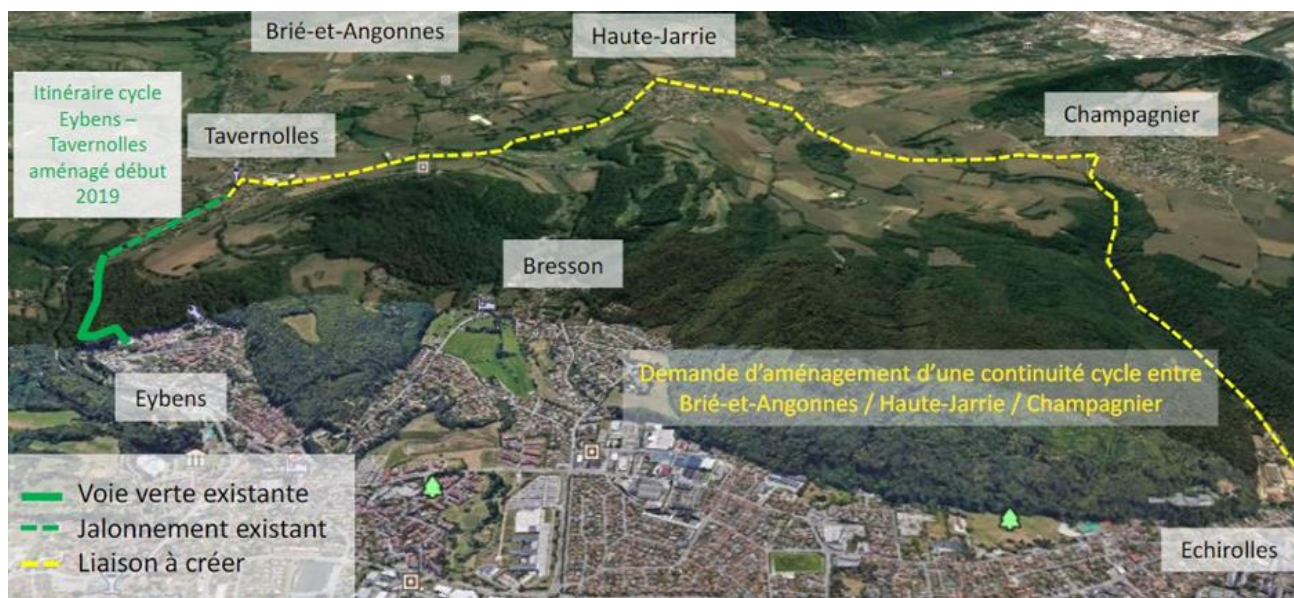 Brié-et-Angonnes
Haute-Jarrie
Itinéraire cycle
Eybens –
Tavernolles
aménagé début
2019
Tavernolles
Champagnier
Bresson
Demande d'aménagement d'une continuité cycle entre
Brié-et-Angonnes / Haute-Jarrie / Champagnier
Eybens
Voie verte existante
Jalonnement existant
Liaison à créer
Echirolles